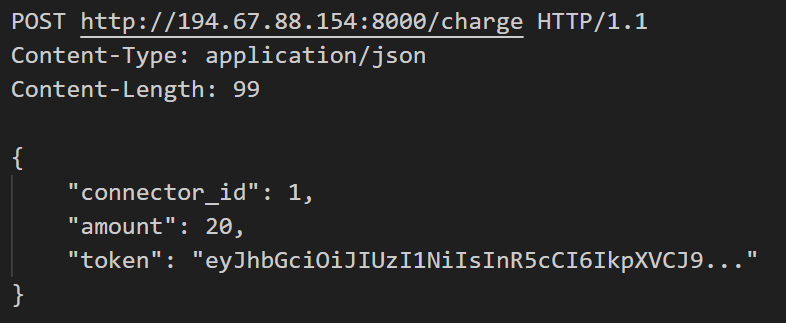 POST http://194.67.88.154:8000/charge HTTP/1.1
Content-Type: application/json
Content-Length: 99

{
    "connector_id": 1,
    "amount": 20,
    "token": "eyJhbGciOiJIUzI1NiIsInR5cCI6IkpXVCJ9..."
}